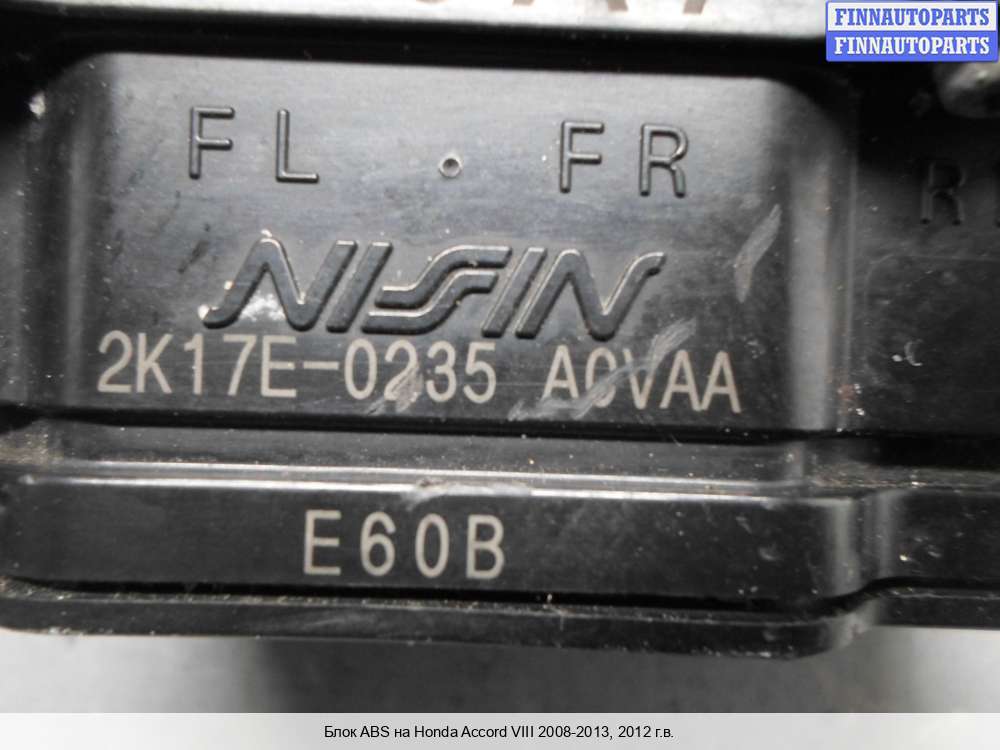 FINNAUTOPARTS
FINNAUTOPARTS
FL . FR
NISSIN
2K17E-0235 A0VAA
E60B
Блок ABS на Honda Accord VIII 2008-2013, 2012 г.в.